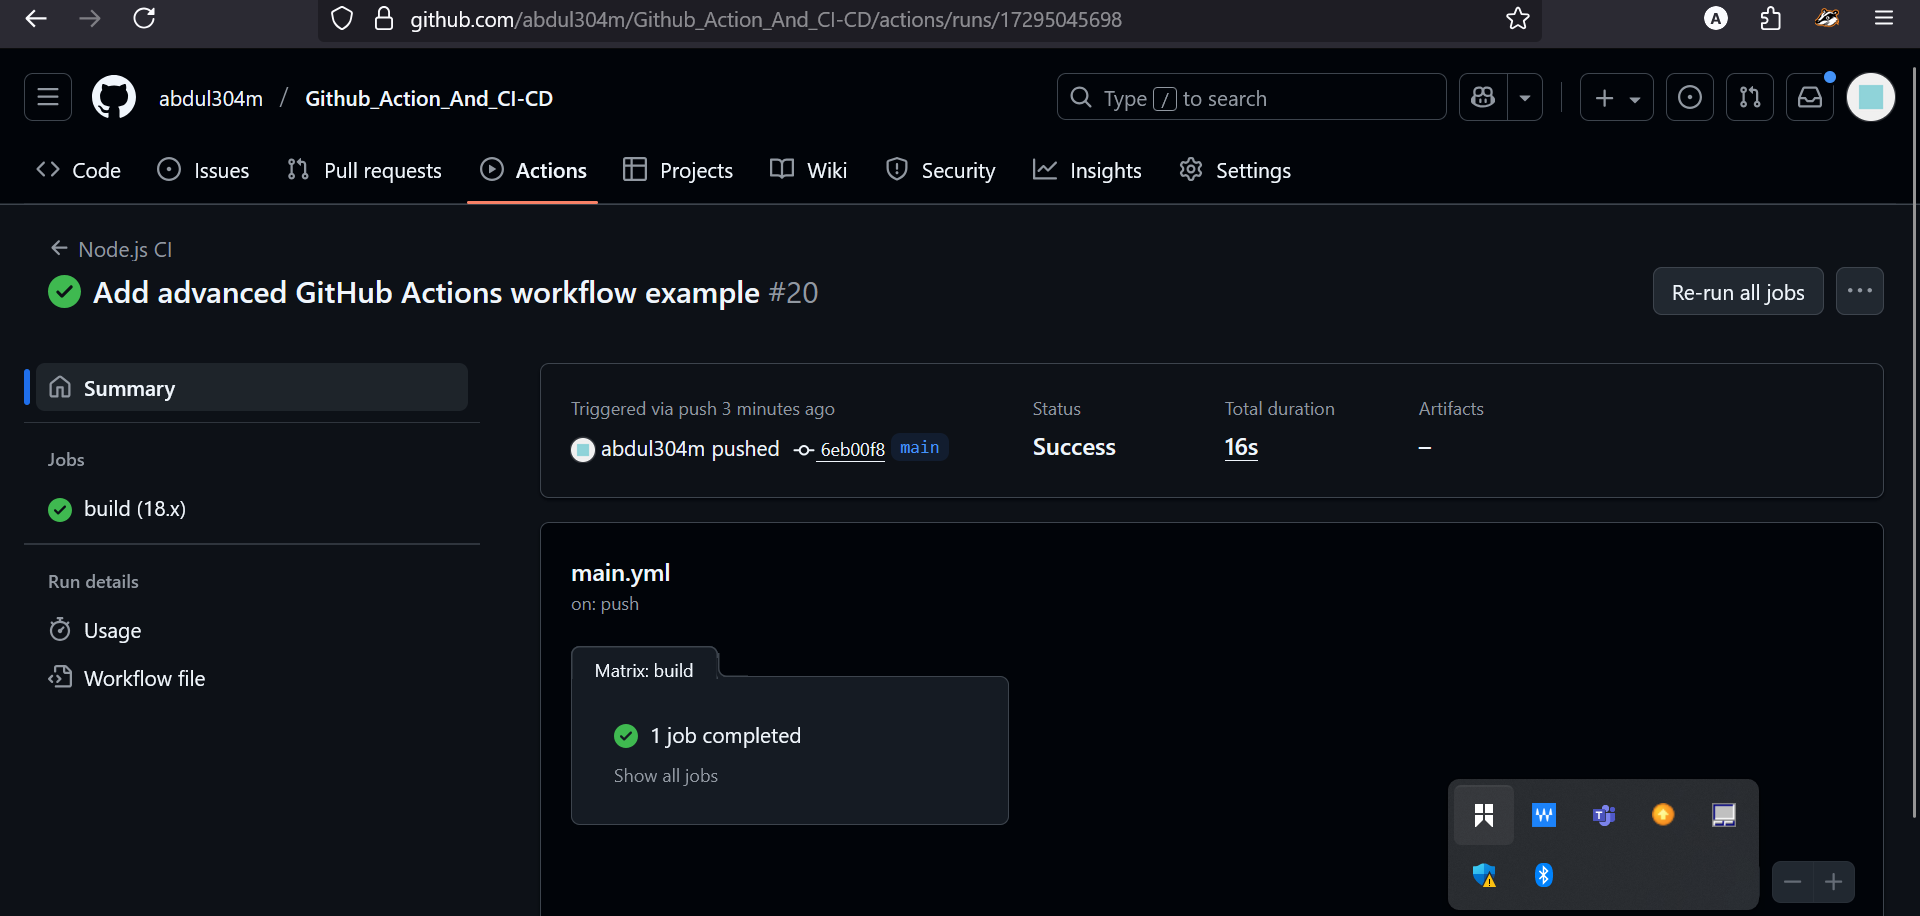 github.com/abdul304m/Github_Action_And_CI-CD/actions/runs/17295045698
A
abdul304m / Github_Action_And_CI-CD
Type / to search
Code
Issues
Pull requests
Actions
Projects
Wiki
Security
Insights
Settings
Node.js CI
Add advanced GitHub Actions workflow example #20
Re-run all jobs
Summary
Jobs
build (18.x)
Run details
Usage
Workflow file
Triggered via push 3 minutes ago
abdul304m pushed 6eb00f8 main
Status
Success
Total duration
16s
Artifacts
–
main.yml
on: push
Matrix: build
1 job completed
Show all jobs